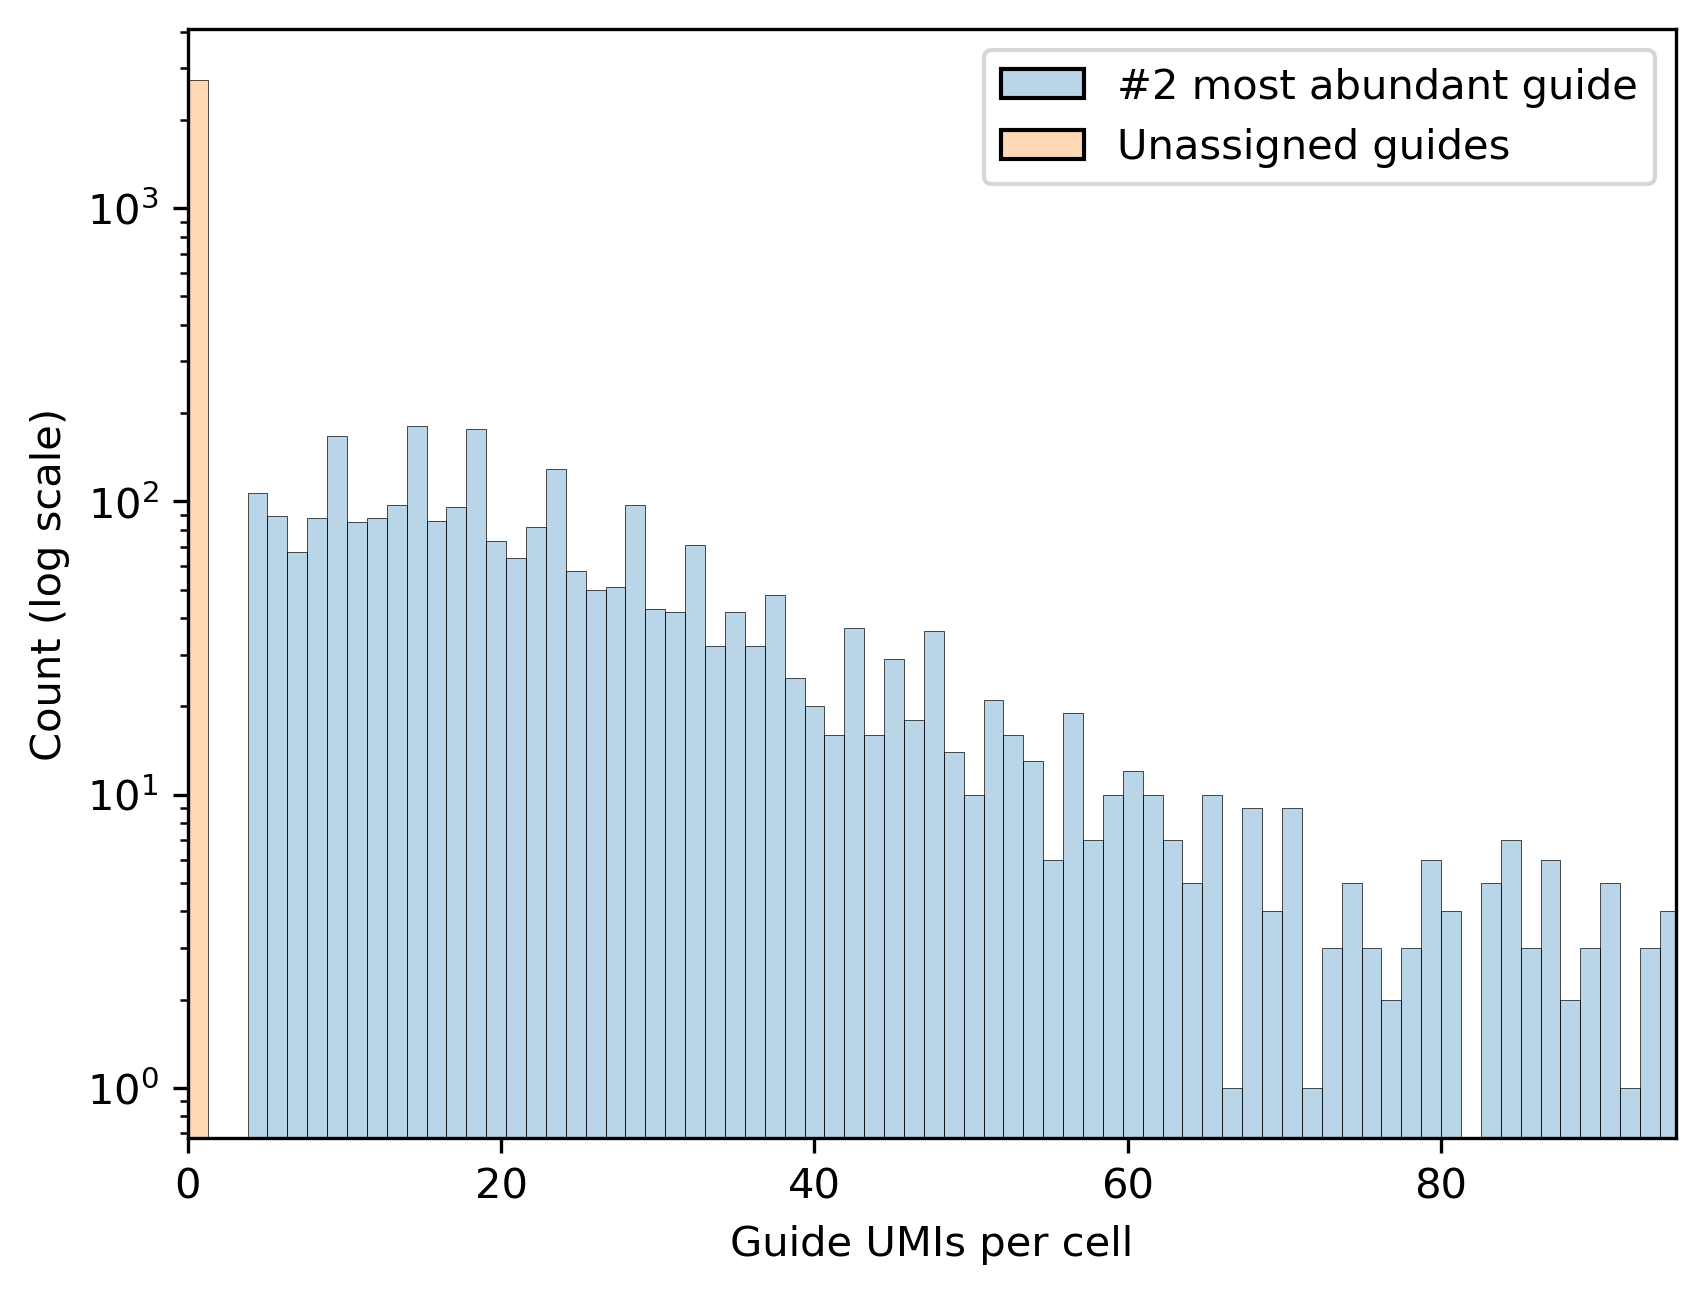 #2 most abundant guide
Unassigned guides
10³
10²
10¹
10⁰
Count (log scale)
0 20 40 60 80
Guide UMIs per cell